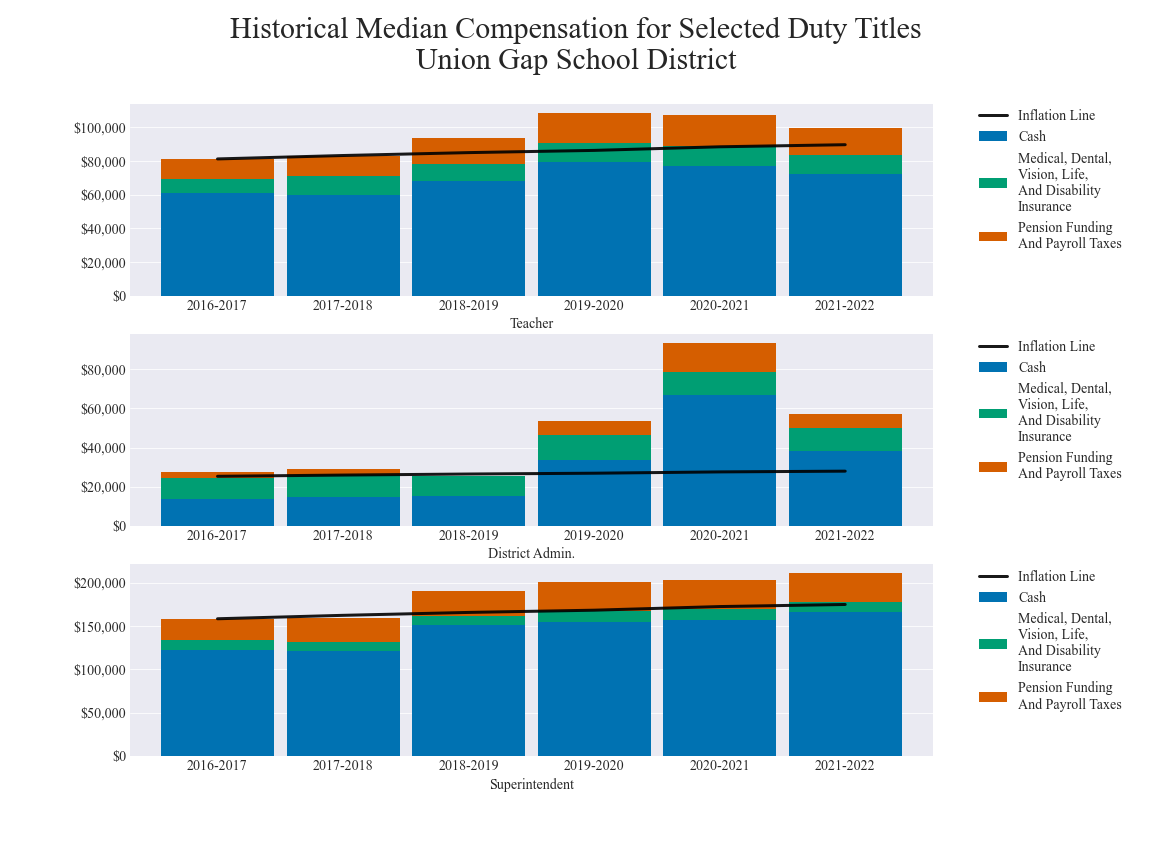 Historical Median Compensation for Selected Duty Titles
Union Gap School District
$100,000
$80,000
$60,000
$40,000
$20,000
$0
2016-2017
2017-2018
2018-2019
2019-2020
2020-2021
2021-2022
Teacher
Inflation Line
Cash
Medical, Dental,
Vision, Life,
And Disability
Insurance
Pension Funding
And Payroll Taxes
$80,000
$60,000
$40,000
$20,000
$0
2016-2017
2017-2018
2018-2019
2019-2020
2020-2021
2021-2022
District Admin.
Inflation Line
Cash
Medical, Dental,
Vision, Life,
And Disability
Insurance
Pension Funding
And Payroll Taxes
$200,000
$150,000
$100,000
$50,000
$0
2016-2017
2017-2018
2018-2019
2019-2020
2020-2021
2021-2022
Superintendent
Inflation Line
Cash
Medical, Dental,
Vision, Life,
And Disability
Insurance
Pension Funding
And Payroll Taxes